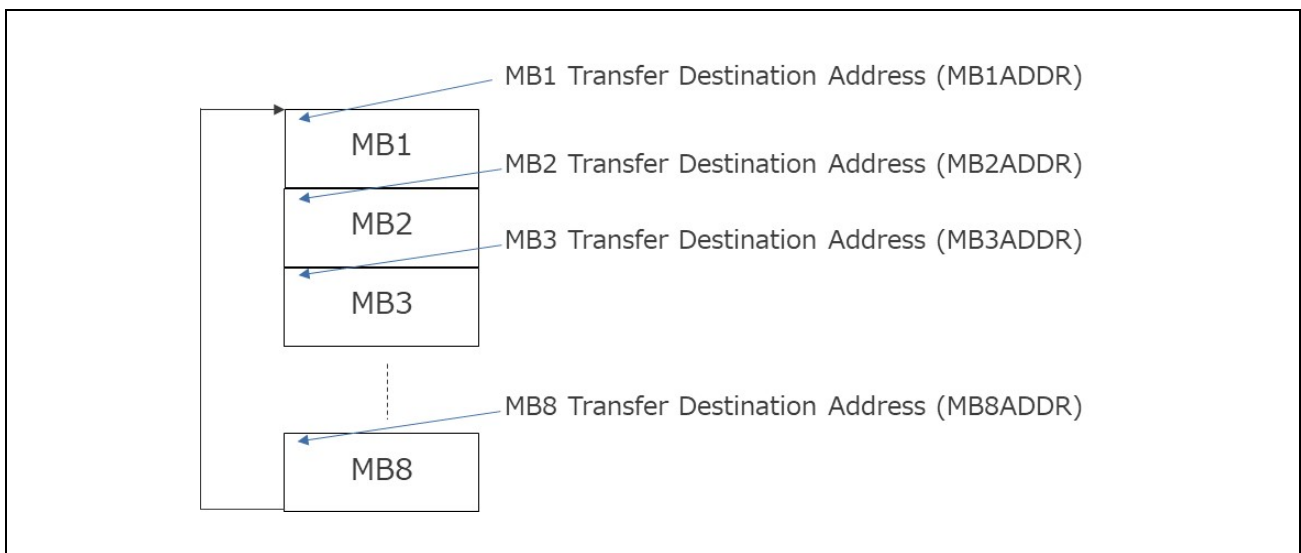 MB1 Transfer Destination Address (MB1ADDR)
MB1
MB2 Transfer Destination Address (MB2ADDR)
MB2
MB3 Transfer Destination Address (MB3ADDR)
MB3
MB8 Transfer Destination Address (MB8ADDR)
MB8